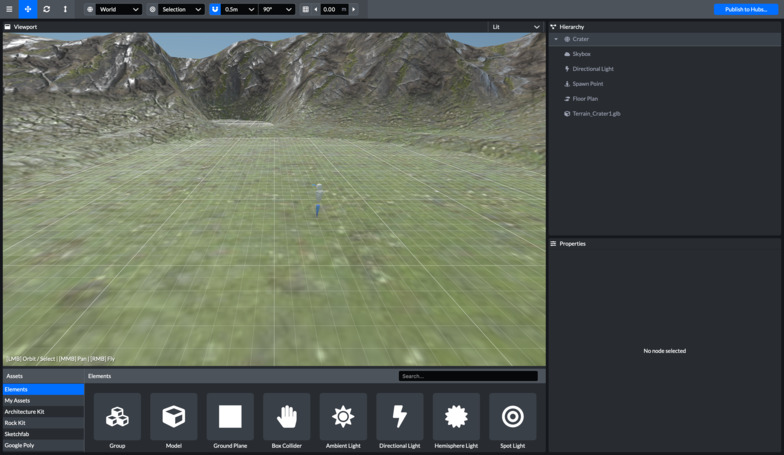 World
Selection
0.5m
90°
0.00 m
Publish to Hubs...
Viewport
Lit
[LMB] Orbit / Select | [MMB] Pan | [RMB] Fly
Hierarchy
Crater
Skybox
Directional Light
Spawn Point
Floor Plan
Terrain_Crater1.glb
Properties
No node selected
Assets
Elements
My Assets
Architecture Kit
Rock Kit
Sketchfab
Google Poly
Elements
Search...
Group
Model
Ground Plane
Box Collider
Ambient Light
Directional Light
Hemisphere Light
Spot Light